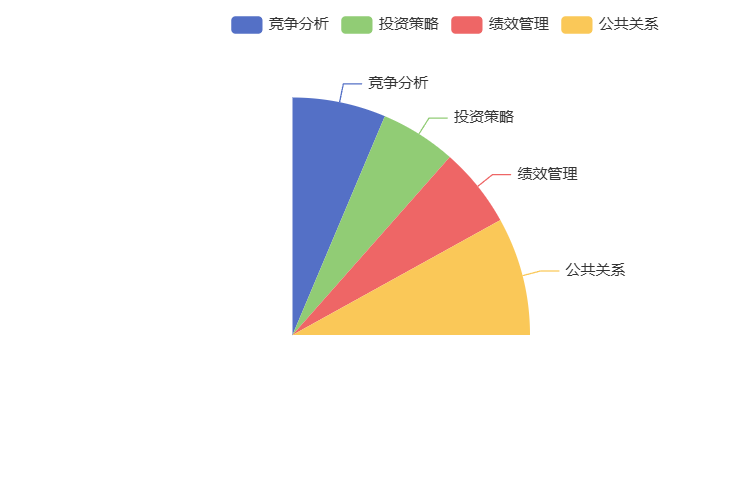 竞争分析 投资策略 绩效管理 公共关系
竞争分析
投资策略
绩效管理
公共关系